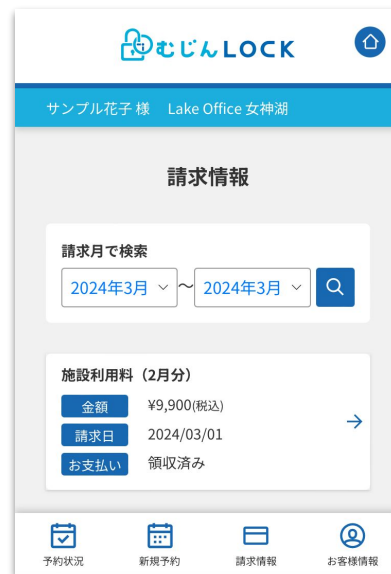 むじんLOCK
サンプル花子 様 Lake Office 女神湖
請求情報
請求月で検索
2024年3月 ～ 2024年3月
施設利用料（2月分）
金額 ¥9,900(税込)
請求日 2024/03/01
お支払い 領収済み
予約状況 新規予約 請求情報 お客様情報